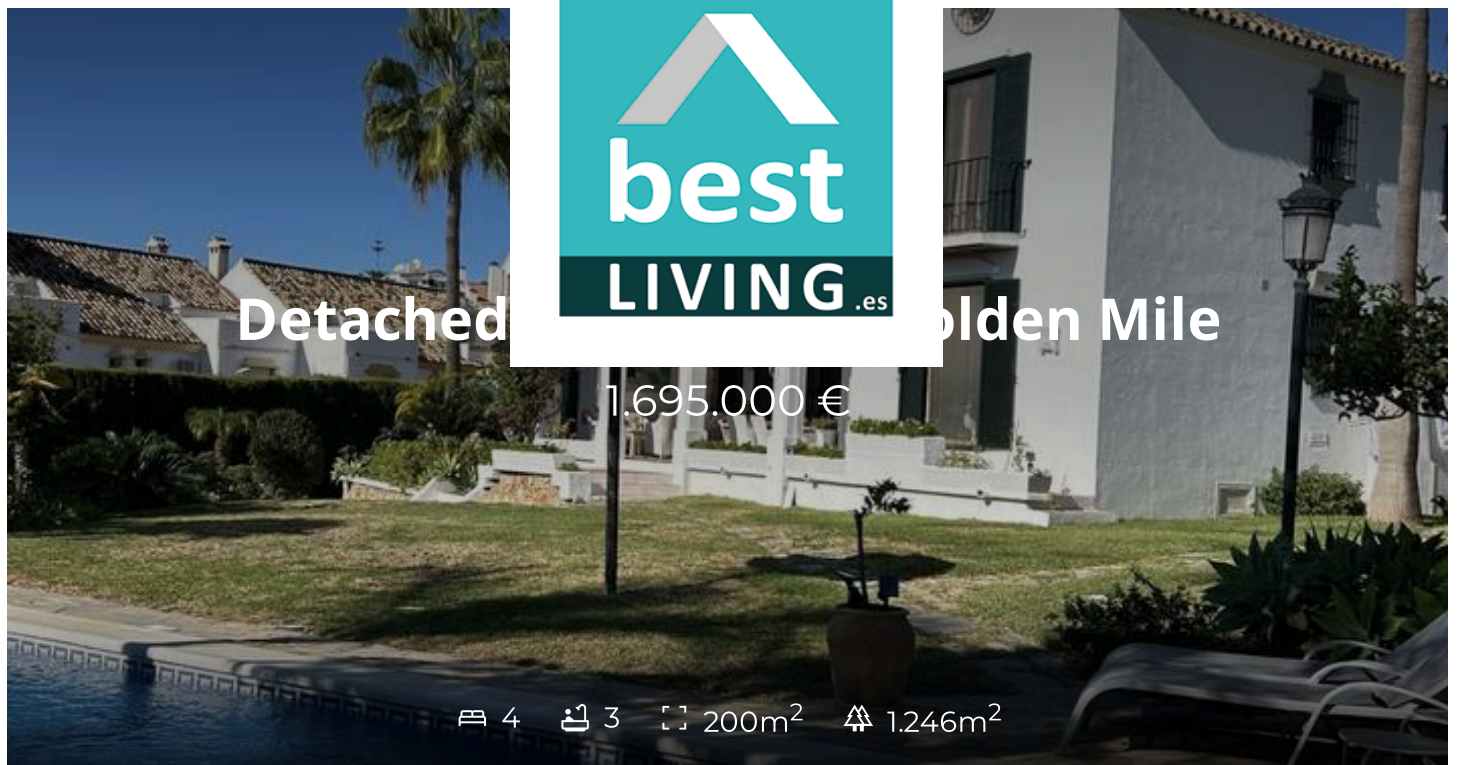 best
LIVING.es
Detached olden Mile
1.695.000 €
4 3 200m² 1.246m²